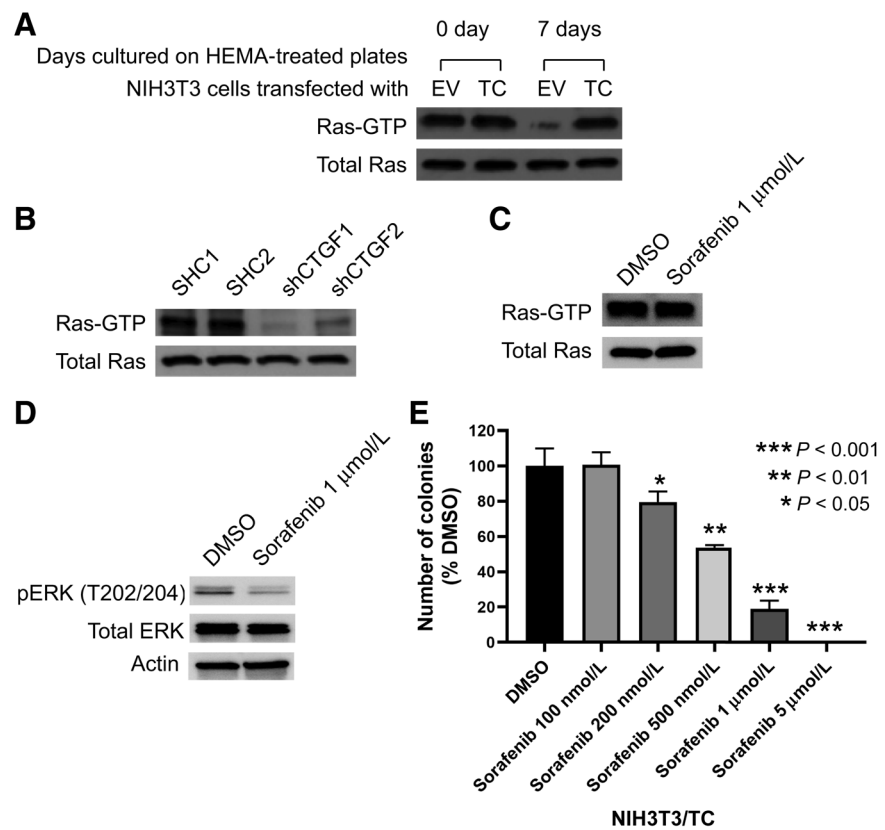 A
0 day 7 days
Days cultured on HEMA-treated plates
NIH3T3 cells transfected with EV TC EV TC
Ras-GTP
Total Ras
B
SHC1 SHC2 shCTGF1 shCTGF2
Ras-GTP
Total Ras
C
DMSO Sorafenib 1 μmol/L
Ras-GTP
Total Ras
D
DMSO Sorafenib 1 μmol/L
pERK (T202/204)
Total ERK
Actin
E
Number of colonies
(% DMSO)
120
100
80
60
40
20
0
*** P < 0.001
** P < 0.01
* P < 0.05
*
**
***
***
DMSO
Sorafenib 100 nmol/L
Sorafenib 200 nmol/L
Sorafenib 500 nmol/L
Sorafenib 1 μmol/L
Sorafenib 5 μmol/L
NIH3T3/TC